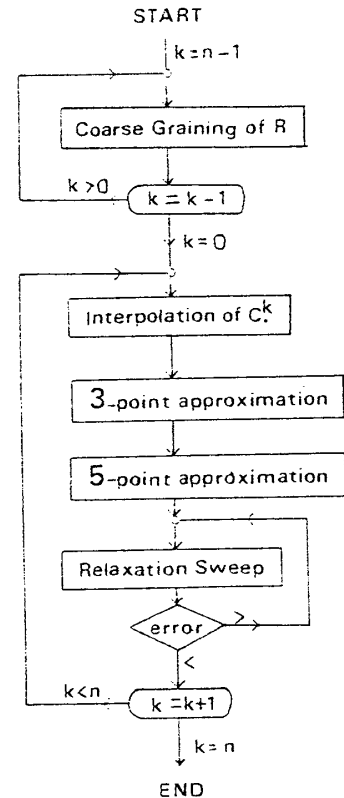 START
k=n-1
Coarse Graining of R
k>0
k = k-1
k=0
Interpolation of C.^k
3-point approximation
5-point approximation
Relaxation Sweep
error
>
<
k<n
k=k+1
k=n
END